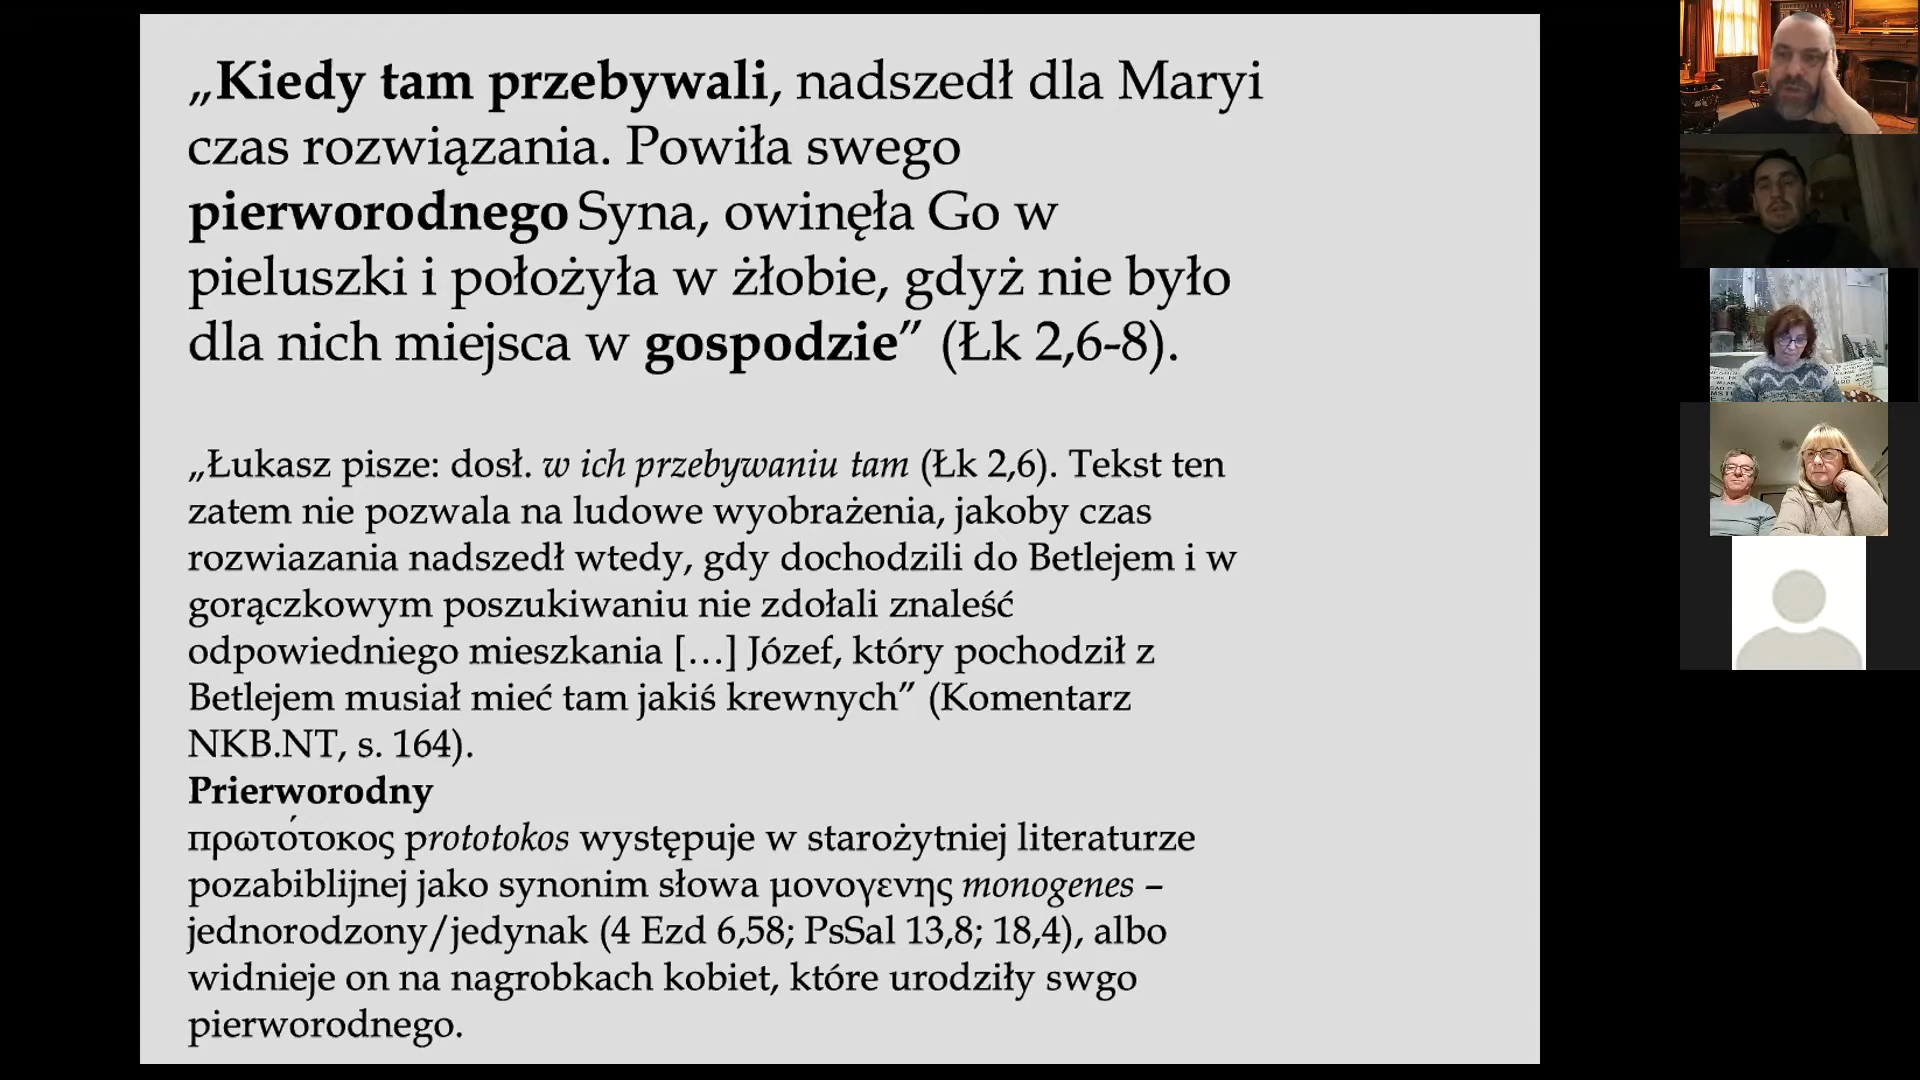 „Kiedy tam przebywali, nadszedł dla Maryi
czas rozwiązania. Powiła swego
pierworodnego Syna, owinęła Go w
pieluszki i położyła w żłobie, gdyż nie było
dla nich miejsca w gospodzie” (Łk 2,6-8).
„Łukasz pisze: dosł. w ich przebywaniu tam (Łk 2,6). Tekst ten
zatem nie pozwala na ludowe wyobrażenia, jakoby czas
rozwiazania nadszedł wtedy, gdy dochodzili do Betlejem i w
gorączkowym poszukiwaniu nie zdołali znaleść
odpowiedniego mieszkania […] Józef, który pochodził z
Betlejem musiał mieć tam jakiś krewnych” (Komentarz
NKB.NT, s. 164).
Prierworodny
πρωτότοκος prototokos występuje w starożytniej literaturze
pozabiblijnej jako synonim słowa μονογενης monogenes –
jednorodzony/jedynak (4 Ezd 6,58; PsSal 13,8; 18,4), albo
widnieje on na nagrobkach kobiet, które urodziły swgo
pierworodnego.